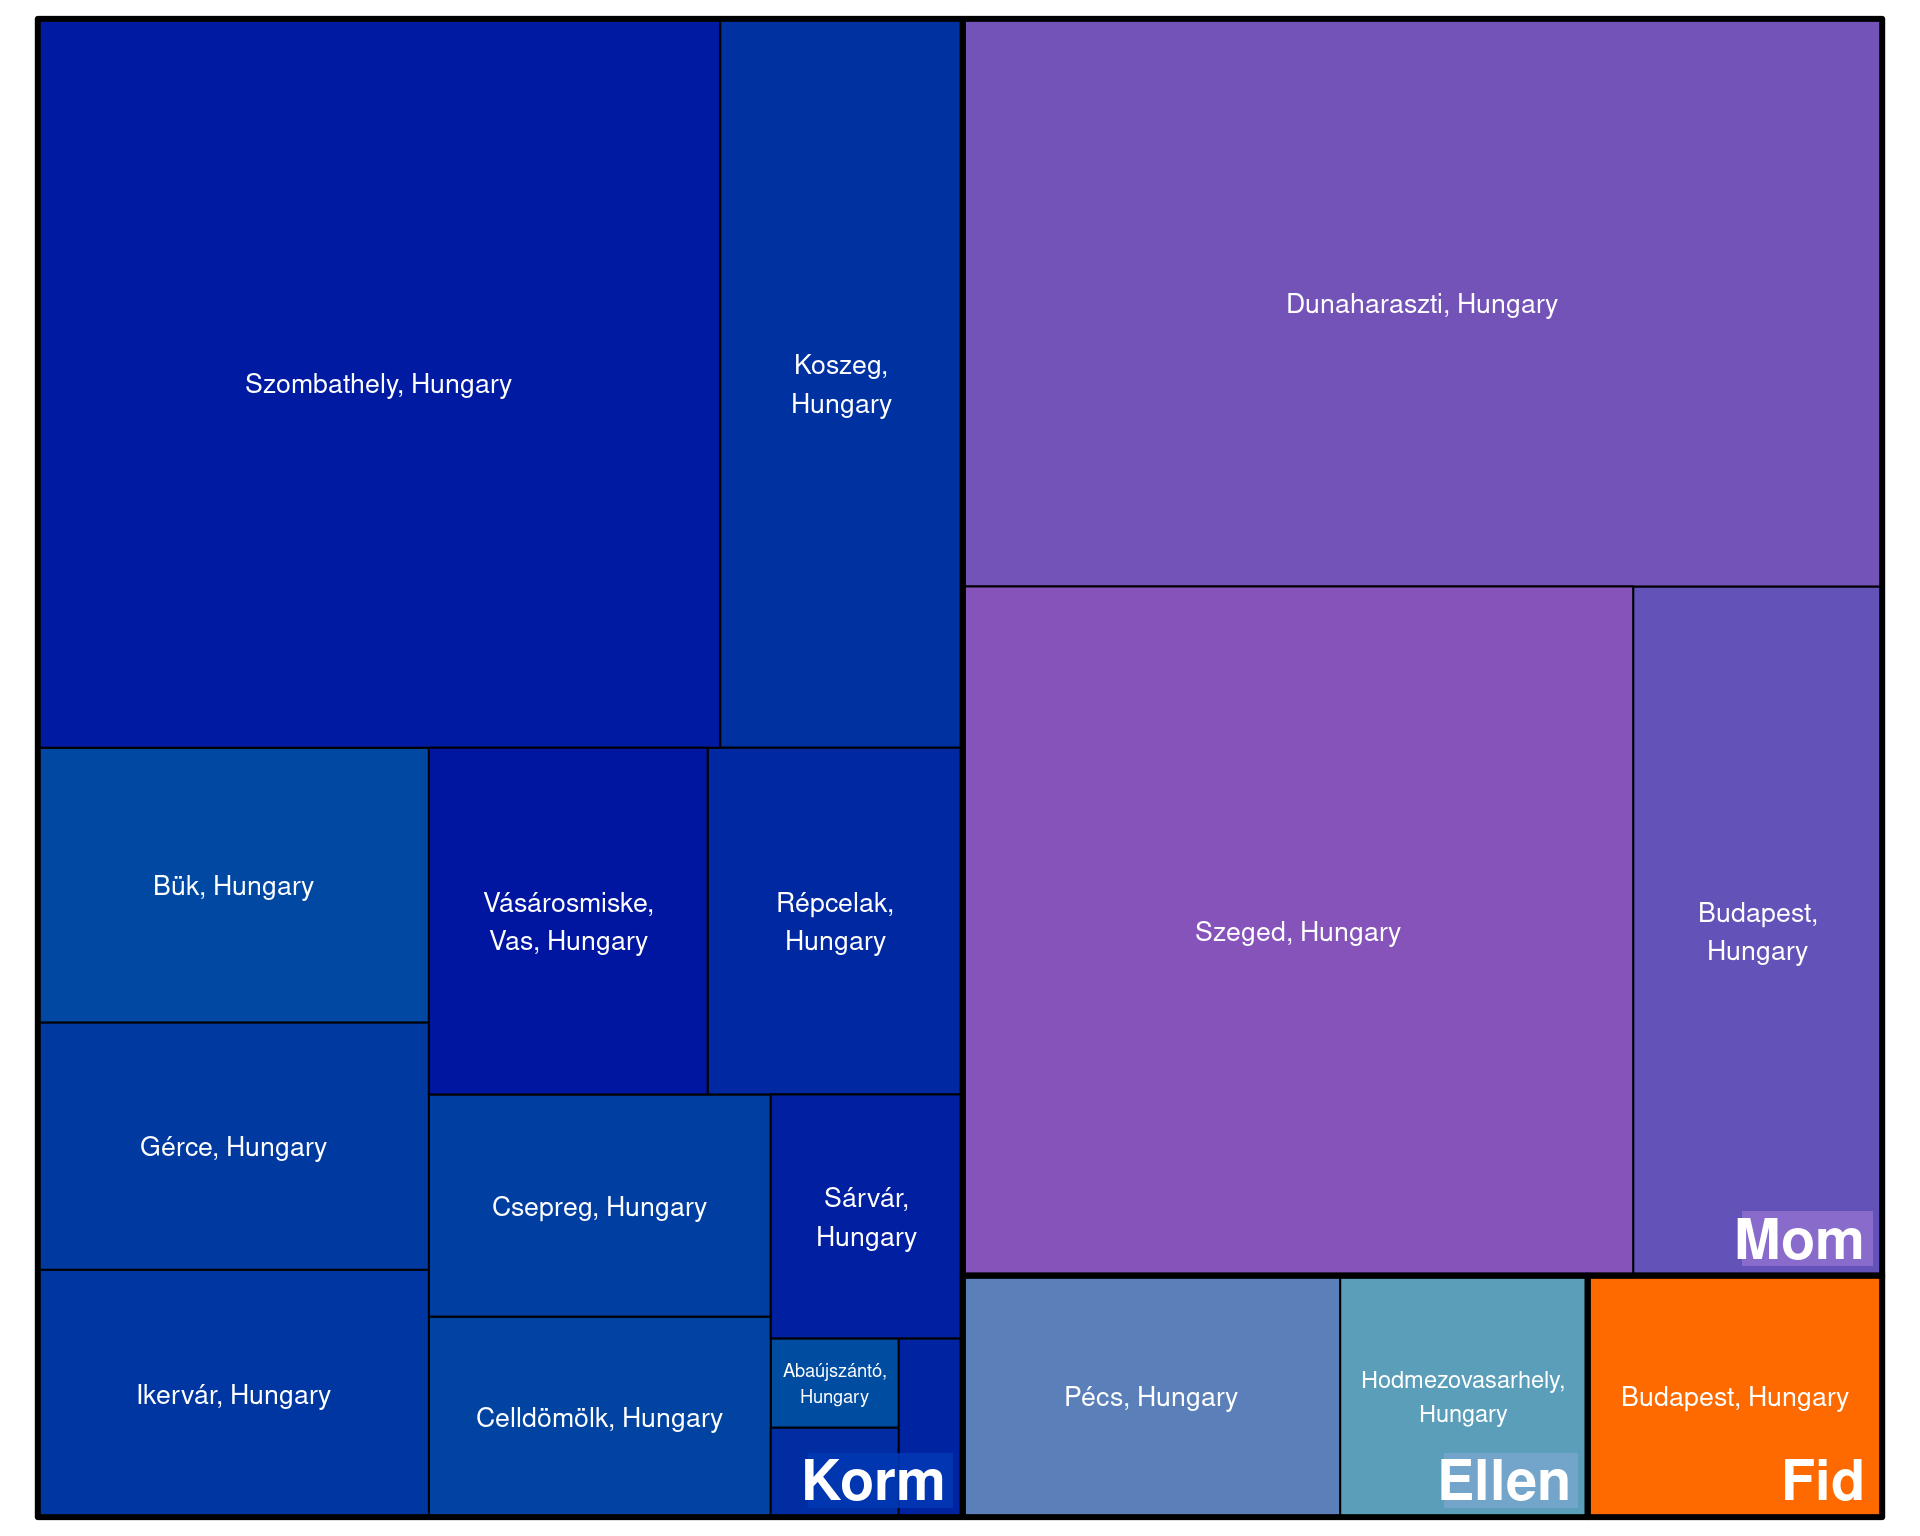 Szombathely, Hungary
Koszeg,
Hungary
Dunaharaszti, Hungary
Bük, Hungary
Vásárosmiske,
Vas, Hungary
Répcelak,
Hungary
Szeged, Hungary
Budapest,
Hungary
Gérce, Hungary
Csepreg, Hungary
Sárvár,
Hungary
Mom
Ikervár, Hungary
Celldömölk, Hungary
Abaújszántó,
Hungary
Korm
Pécs, Hungary
Hodmezovasarhely,
Hungary
Ellen
Budapest, Hungary
Fid